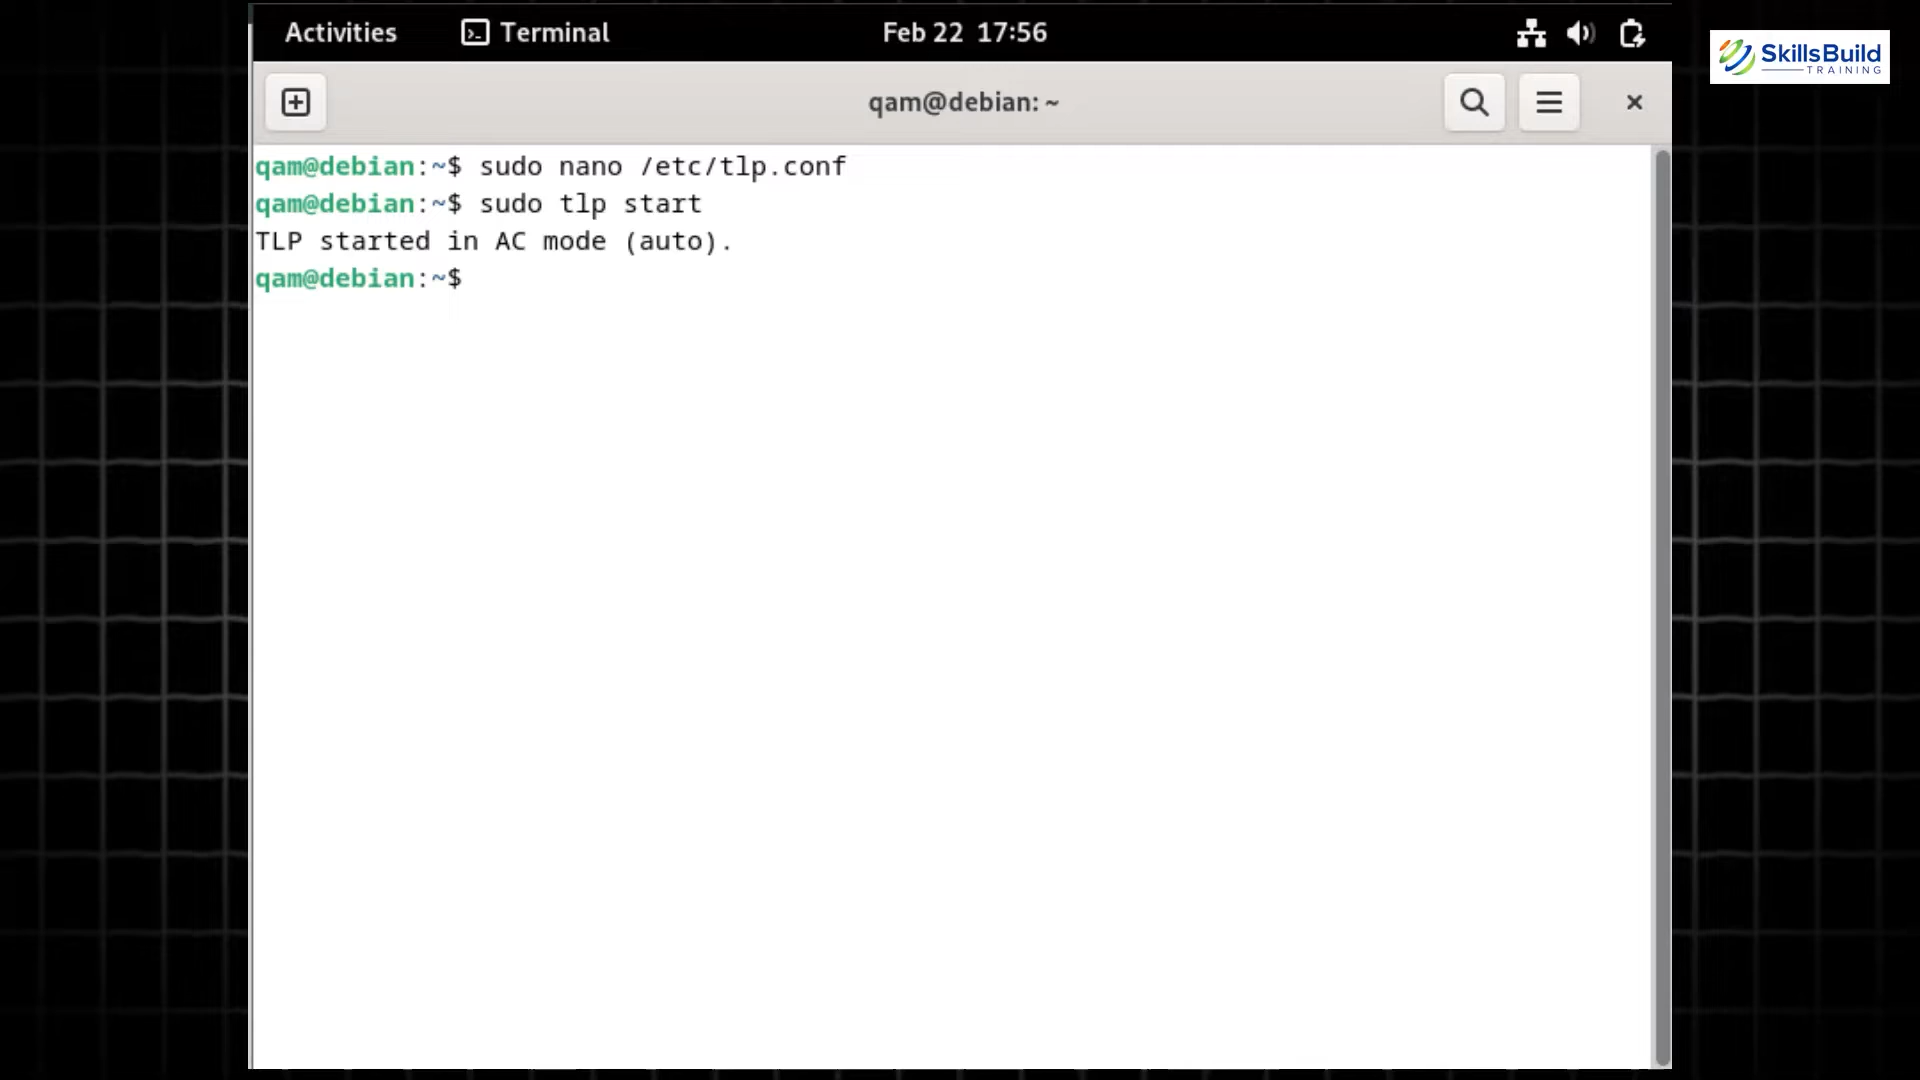 Activities Terminal Feb 22 17:56
SkillsBuild
TRAINING
qam@debian: ~
qam@debian:~$ sudo nano /etc/tlp.conf
qam@debian:~$ sudo tlp start
TLP started in AC mode (auto).
qam@debian:~$